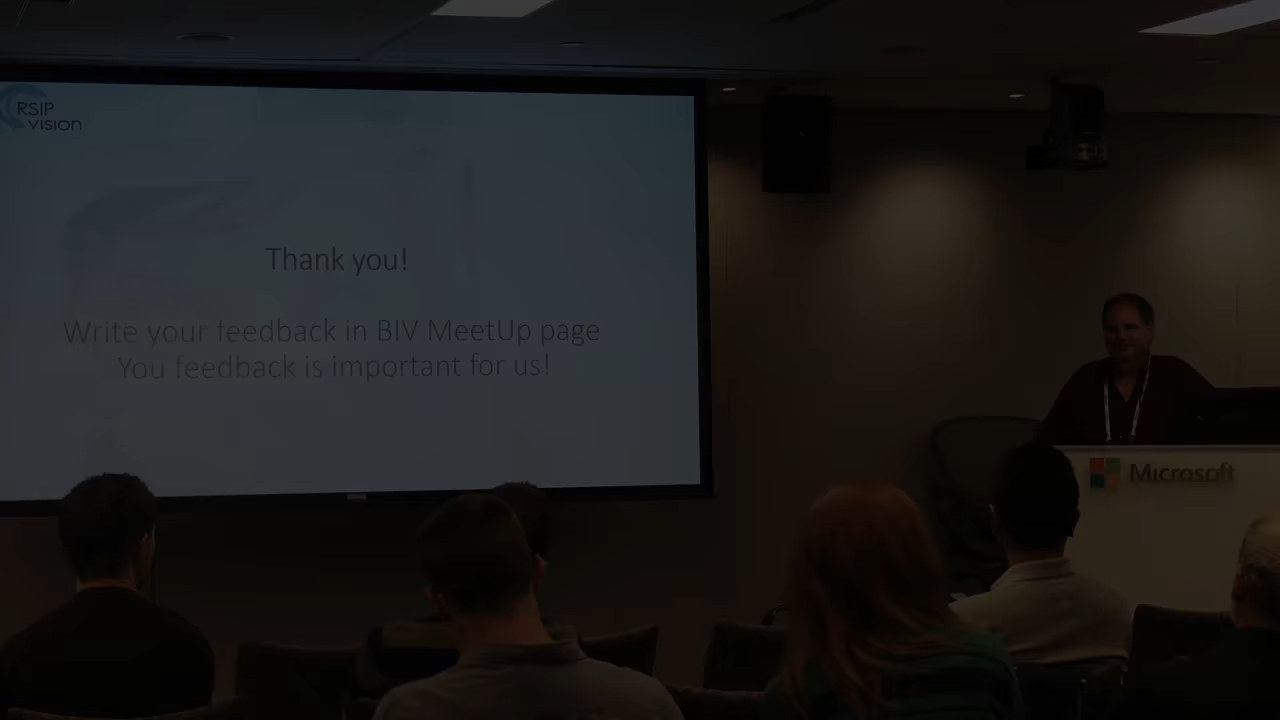 RSIP
VISION
Thank you!
Write your feedback in BIV MeetUp page
You feedback is important for us!
Microsoft